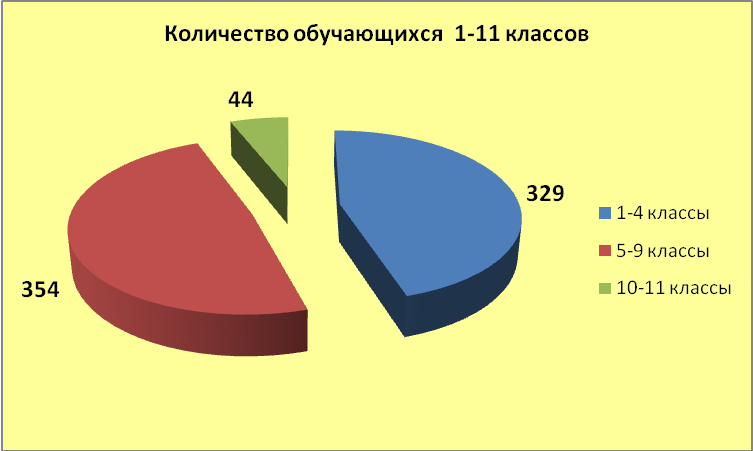 Количество обучающихся 1-11 классов
44
329
354
1-4 классы
5-9 классы
10-11 классы